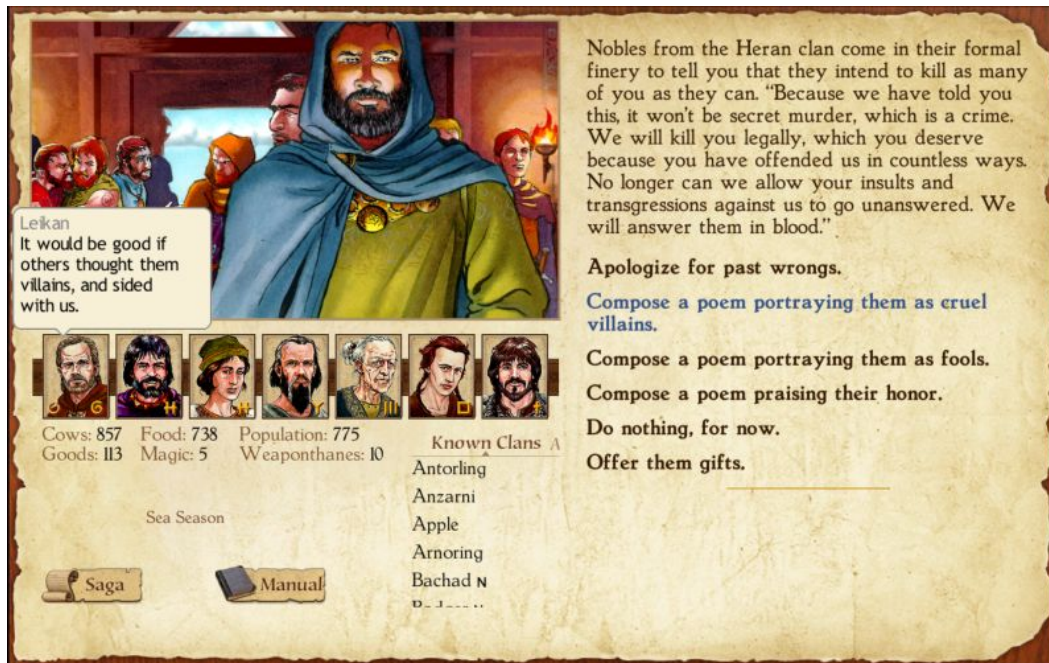 Nobles from the Heran clan come in their formal
finery to tell you that they intend to kill as many
of you as they can. “Because we have told you
this, it won't be secret murder, which is a crime.
We will kill you legally, which you deserve
because you have offended us in countless ways.
No longer can we allow your insults and
transgressions against us to go unanswered. We
will answer them in blood.”
Apologize for past wrongs.
Compose a poem portraying them as cruel
villains.
Compose a poem portraying them as fools.
Compose a poem praising their honor.
Do nothing, for now.
Offer them gifts.
Leikan
It would be good if
others thought them
villains, and sided
with us.
Cows: 857 Food: 738 Population: 775
Goods: 113 Magic: 5 Weaponthanes: 10
Known Clans A
Antorling
Anzarni
Apple
Arnoring
Bachad N
Sea Season
Saga
Manual